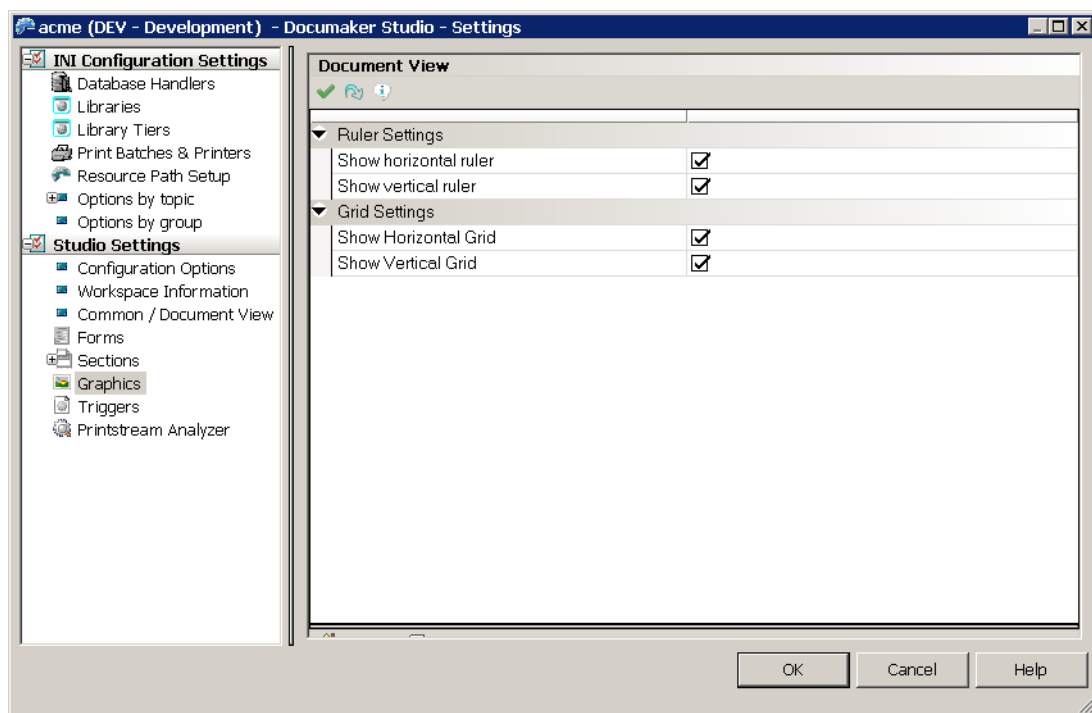 acme (DEV - Development) - Documaker Studio - Settings
INI Configuration Settings
Database Handlers
Libraries
Library Tiers
Print Batches & Printers
Resource Path Setup
Options by topic
Options by group
Studio Settings
Configuration Options
Workspace Information
Common / Document View
Forms
Sections
Graphics
Triggers
Printstream Analyzer
Document View
Ruler Settings
Show horizontal ruler
Show vertical ruler
Grid Settings
Show Horizontal Grid
Show Vertical Grid
OK
Cancel
Help